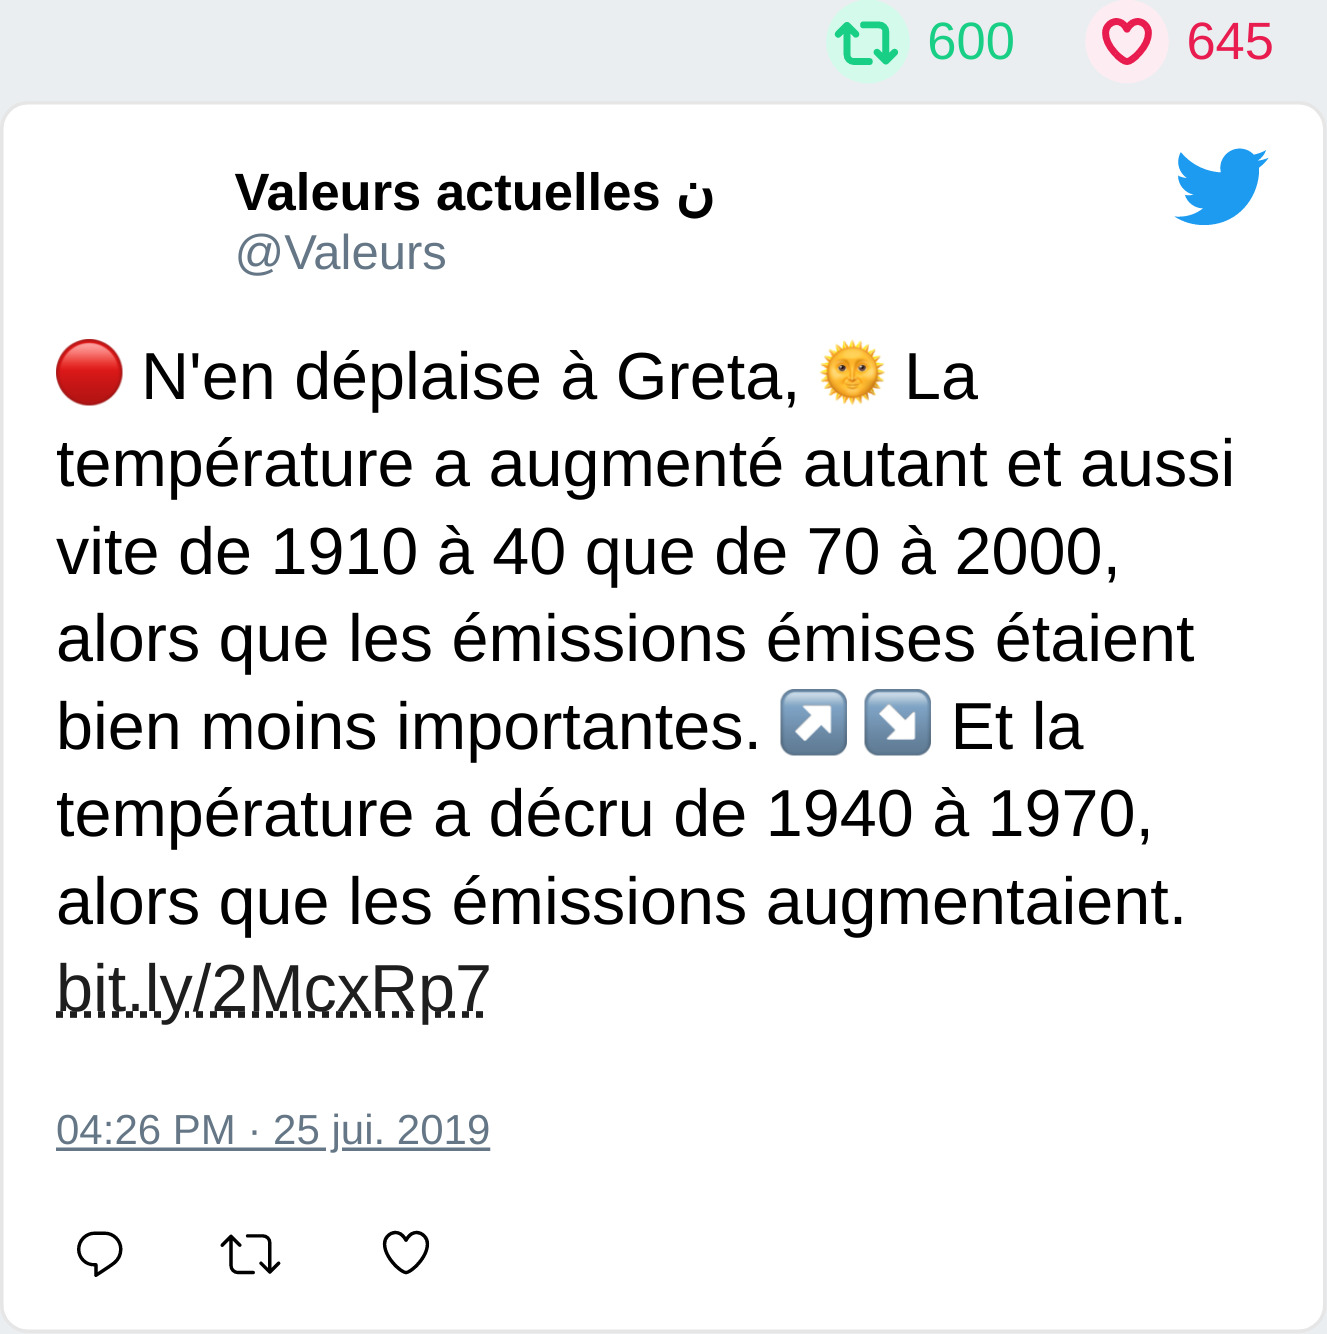 600 645
Valeurs actuelles ن
@Valeurs
🔴 N'en déplaise à Greta, 🌞 La
température a augmenté autant et aussi
vite de 1910 à 40 que de 70 à 2000,
alors que les émissions émises étaient
bien moins importantes. ↗️ ↘️ Et la
température a décru de 1940 à 1970,
alors que les émissions augmentaient.
bit.ly/2McxRp7
04:26 PM · 25 jui. 2019